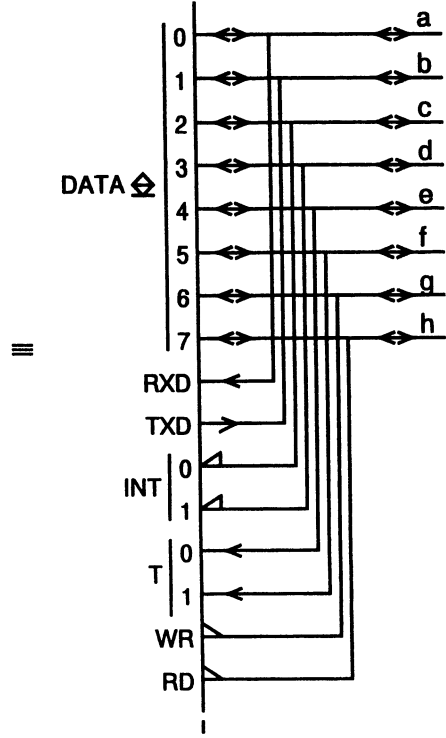 0 a
1 b
2 c
3 d
DATA
4 e
5 f
6 g
7 h
≡
RXD
TXD
0
INT
1
0
T
1
WR
RD